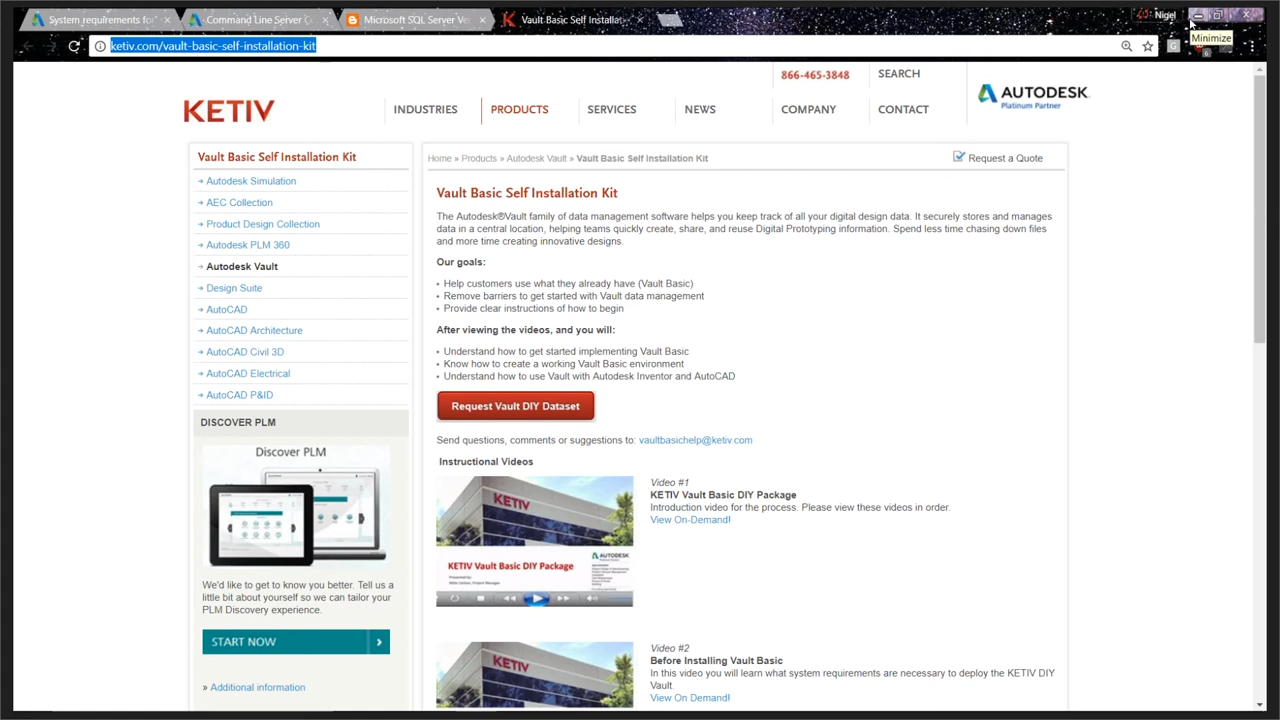 System requirements for
Command Line Server C
Microsoft SQL Server Ve
Vault Basic Self Installat
Nigel
ketiv.com/vault-basic-self-installation-kit
Minimize
G
6
866-465-3848
SEARCH
KETIV
INDUSTRIES
PRODUCTS
SERVICES
NEWS
COMPANY
CONTACT
AUTODESK.
Platinum Partner
Vault Basic Self Installation Kit
Autodesk Simulation
AEC Collection
Product Design Collection
Autodesk PLM 360
Autodesk Vault
Design Suite
AutoCAD
AutoCAD Architecture
AutoCAD Civil 3D
AutoCAD Electrical
AutoCAD P&ID
DISCOVER PLM
Discover PLM
We'd like to get to know you better. Tell us a
little bit about yourself so we can tailor your
PLM Discovery experience.
START NOW
» Additional information
Home » Products » Autodesk Vault » Vault Basic Self Installation Kit
Request a Quote
Vault Basic Self Installation Kit
The Autodesk®Vault family of data management software helps you keep track of all your digital design data. It securely stores and manages
data in a central location, helping teams quickly create, share, and reuse Digital Prototyping information. Spend less time chasing down files
and more time creating innovative designs.
Our goals:
• Help customers use what they already have (Vault Basic)
• Remove barriers to get started with Vault data management
• Provide clear instructions of how to begin
After viewing the videos, and you will:
• Understand how to get started implementing Vault Basic
• Know how to create a working Vault Basic environment
• Understand how to use Vault with Autodesk Inventor and AutoCAD
Request Vault DIY Dataset
Send questions, comments or suggestions to: vaultbasichelp@ketiv.com
Instructional Videos
KETIV
AUTODESK
KETIV Vault Basic DIY Package
Video #1
KETIV Vault Basic DIY Package
Introduction video for the process. Please view these videos in order.
View On-Demand!
KETIV
Video #2
Before Installing Vault Basic
In this video you will learn what system requirements are necessary to deploy the KETIV DIY
Vault.
View On Demand!